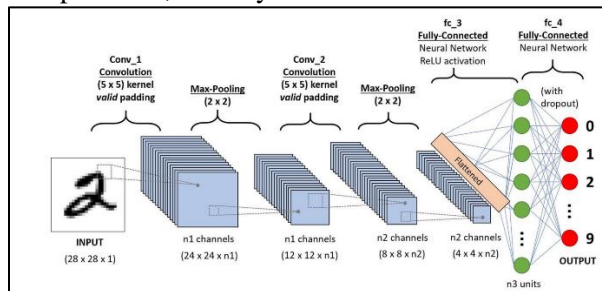 fc_3
Fully-Connected
Neural Network
ReLU activation
fc_4
Fully-Connected
Neural Network
Conv_1
Convolution
(5 x 5) kernel
valid padding
Max-Pooling
(2 x 2)
Conv_2
Convolution
(5 x 5) kernel
valid padding
Max-Pooling
(2 x 2)
(with
dropout)
Flattened
0
1
2
9
INPUT
(28 x 28 x 1)
n1 channels
(24 x 24 x n1)
n1 channels
(12 x 12 x n1)
n2 channels
(8 x 8 x n2)
n2 channels
(4 x 4 x n2)
n3 units
OUTPUT